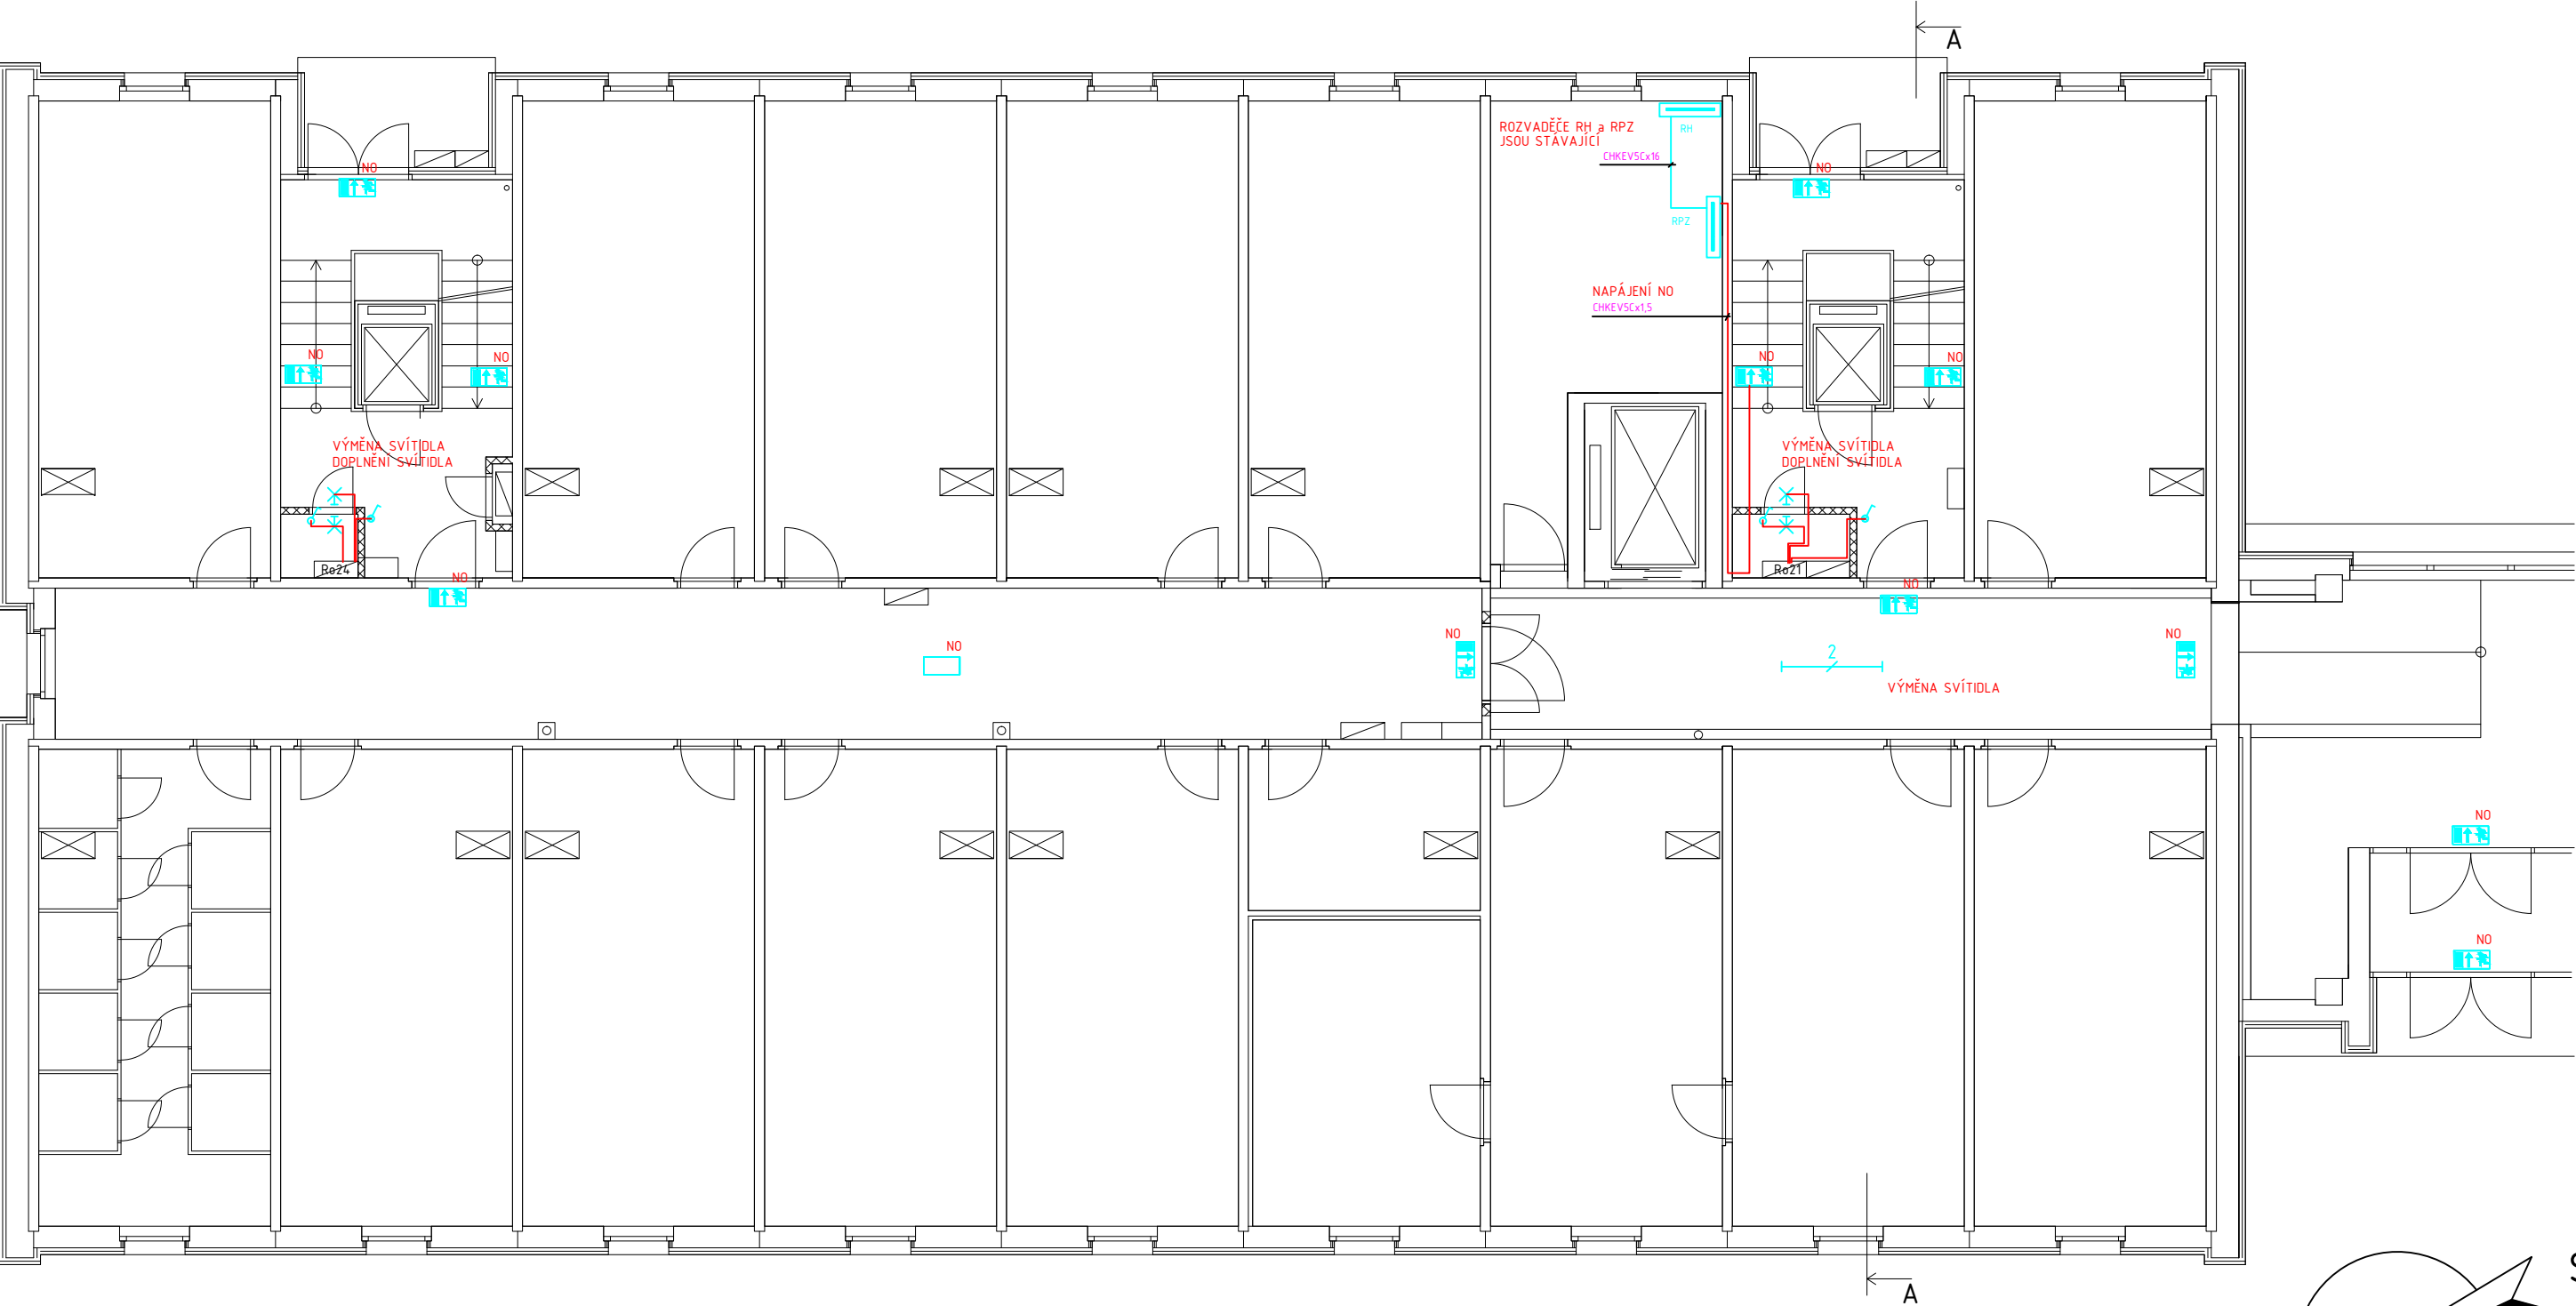 A
ROZVADĚČE RH a RPZ
JSOU STÁVAJÍCÍ
RH
CHKEV5Cx16
NO
NO
RPZ
NAPÁJENÍ NO
CHKEV5Cx1,5
NO
NO
NO
NO
VÝMĚNA SVÍTIDLA
DOPLNĚNÍ SVÍTIDLA
VÝMĚNA SVÍTIDLA
DOPLNĚNÍ SVÍTIDLA
Ro24
Ro21
NO
NO
NO
NO
NO
2
VÝMĚNA SVÍTIDLA
NO
NO
A
S